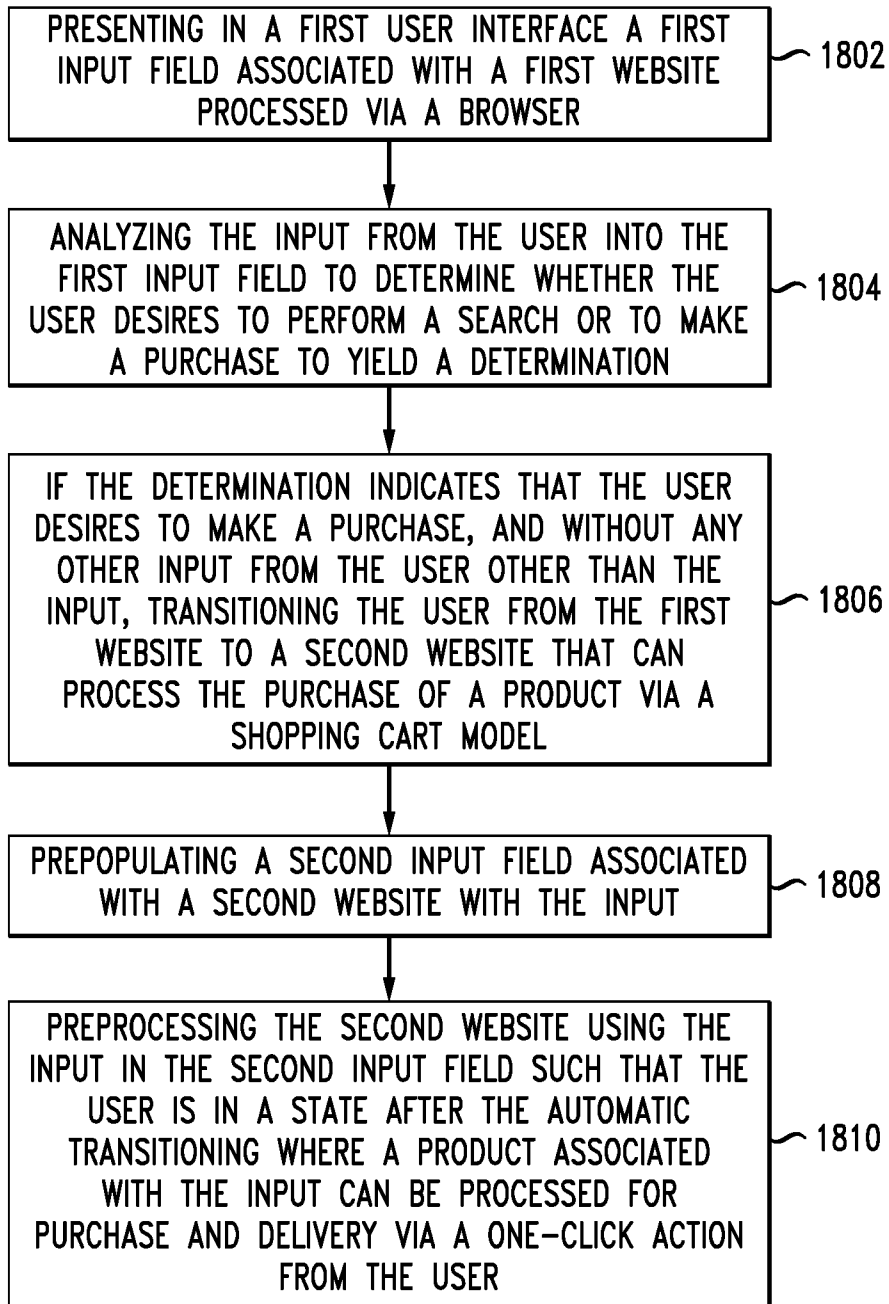 PRESENTING IN A FIRST USER INTERFACE A FIRST
INPUT FIELD ASSOCIATED WITH A FIRST WEBSITE
PROCESSED VIA A BROWSER
1802
ANALYZING THE INPUT FROM THE USER INTO THE
FIRST INPUT FIELD TO DETERMINE WHETHER THE
USER DESIRES TO PERFORM A SEARCH OR TO MAKE
A PURCHASE TO YIELD A DETERMINATION
1804
IF THE DETERMINATION INDICATES THAT THE USER
DESIRES TO MAKE A PURCHASE, AND WITHOUT ANY
OTHER INPUT FROM THE USER OTHER THAN THE
INPUT, TRANSITIONING THE USER FROM THE FIRST
WEBSITE TO A SECOND WEBSITE THAT CAN
PROCESS THE PURCHASE OF A PRODUCT VIA A
SHOPPING CART MODEL
1806
PREPOPULATING A SECOND INPUT FIELD ASSOCIATED
WITH A SECOND WEBSITE WITH THE INPUT
1808
PREPROCESSING THE SECOND WEBSITE USING THE
INPUT IN THE SECOND INPUT FIELD SUCH THAT THE
USER IS IN A STATE AFTER THE AUTOMATIC
TRANSITIONING WHERE A PRODUCT ASSOCIATED
WITH THE INPUT CAN BE PROCESSED FOR
PURCHASE AND DELIVERY VIA A ONE-CLICK ACTION
FROM THE USER
1810